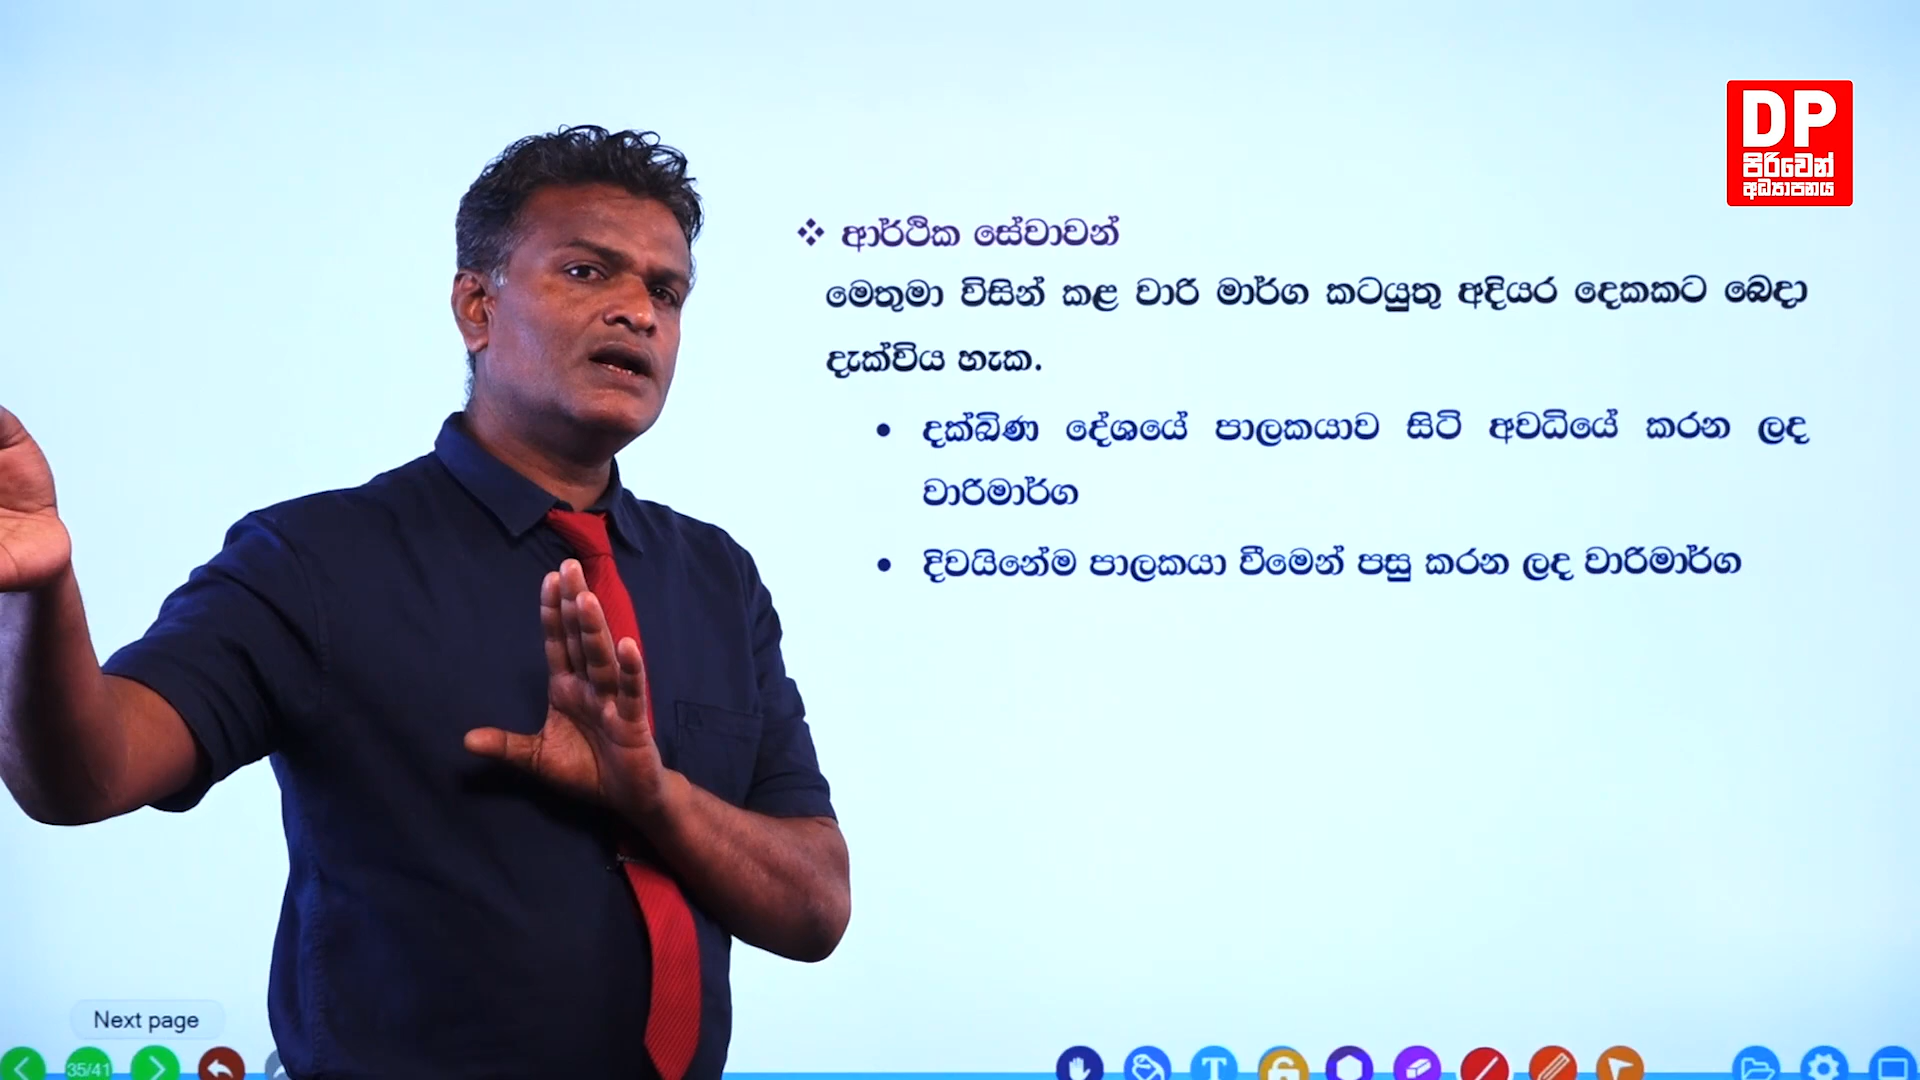 DP
පිරිවෙන්
අධ්‍යාපනය
❖ ආර්ථික සේවාවන්
මෙතුමා විසින් කළ වාරි මාර්ග කටයුතු අදියර දෙකකට බෙදා
දැක්විය හැක.
• දක්ඛිණ දේශයේ පාලකයාව සිටි අවධියේ කරන ලද
වාරිමාර්ග
• දිවයිනේම පාලකයා වීමෙන් පසු කරන ලද වාරිමාර්ග
Next page
35/41
T